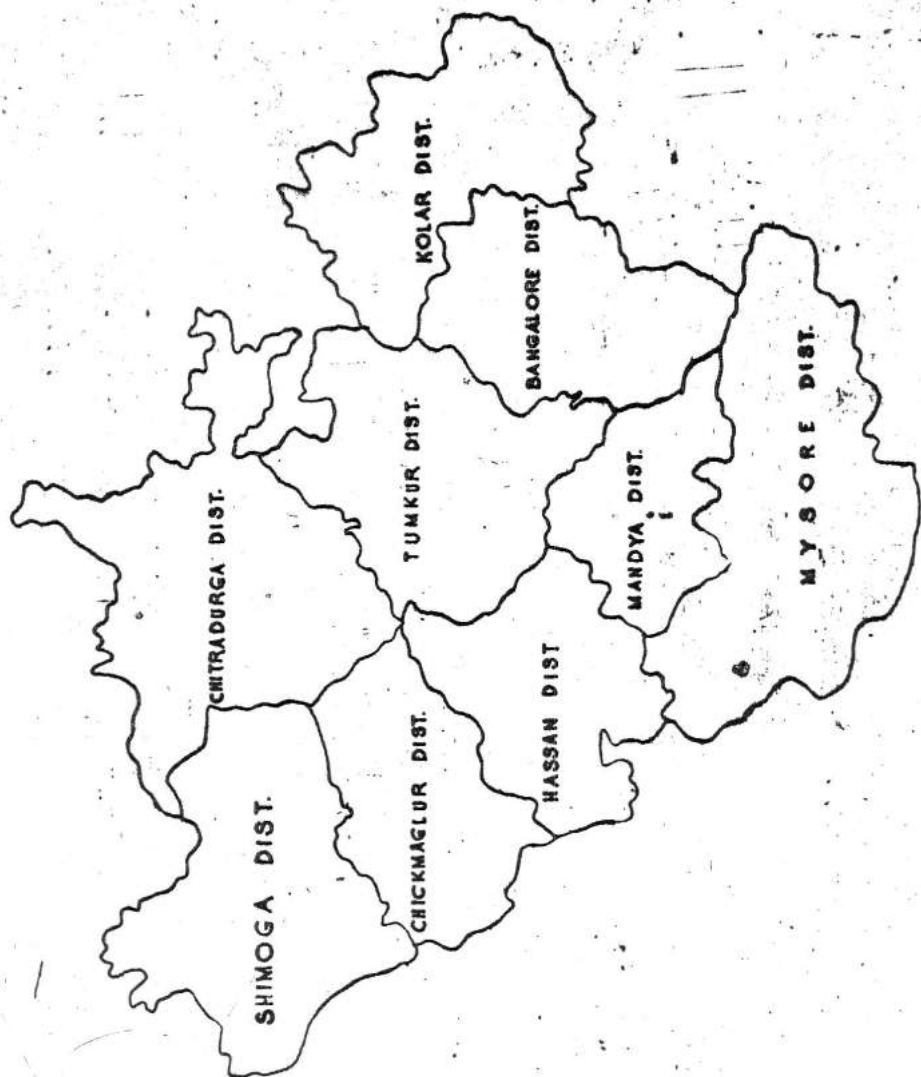 SHIMOGA DIST.
CHITRADURGA DIST.
CHICKMAGLUR DIST.
TUMKUR DIST.
KOLAR DIST.
HASSAN DIST
BANGALORE DIST.
MANDYA DIST.
MYSORE DIST.